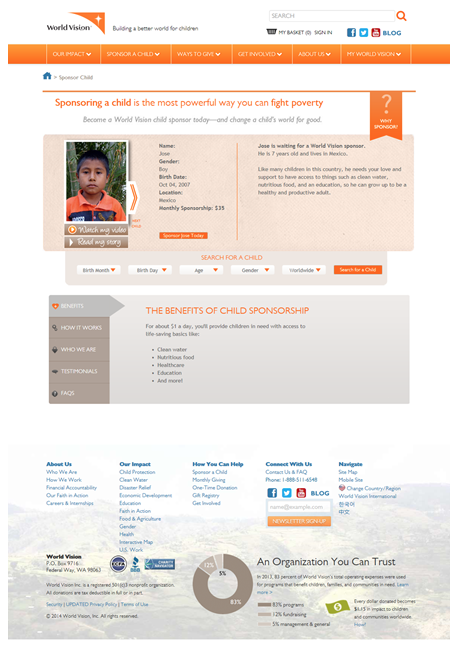 World Vision
Building a better world for children
SEARCH
MY BASKET (0) SIGN IN
BLOG
OUR IMPACT
SPONSOR A CHILD
WAYS TO GIVE
GET INVOLVED
ABOUT US
MY WORLD VISION
> Sponsor Child
Sponsoring a child is the most powerful way you can fight poverty
Become a World Vision child sponsor today—and change a child's world for good.
?
WHY
SPONSOR?
Name:
Jose
Gender:
Boy
Birth Date:
Oct 04, 2007
Location:
Mexico
Monthly Sponsorship: $35
Sponsor Jose Today
Jose is waiting for a World Vision sponsor.
He is 7 years old and lives in Mexico.
Like many children in this country, he needs your love and
support to have access to things such as clean water,
nutritious food, and an education, so he can grow up to be a
healthy and productive adult.
Watch my video
Read my story
SEARCH FOR A CHILD
Birth Month
Birth Day
Age
Gender
Worldwide
Search for a Child
BENEFITS
HOW IT WORKS
WHO WE ARE
TESTIMONIALS
FAQS
THE BENEFITS OF CHILD SPONSORSHIP
For about $1 a day, you'll provide children in need with access to
life-saving basics like:
• Clean water
• Nutritious food
• Healthcare
• Education
• And more!
About Us
Who We Are
How We Work
Financial Accountability
Our Faith in Action
Careers & Internships
Our Impact
Child Protection
Clean Water
Disaster Relief
Economic Development
Education
Faith in Action
Food & Agriculture
Gender
Health
Interactive Map
U.S. Work
How You Can Help
Sponsor a Child
Monthly Giving
One-Time Donation
Gift Registry
Get Involved
Connect With Us
Contact Us & FAQ
Phone: 1-888-511-6548
BLOG
name@example.com
NEWSLETTER SIGN-UP
Navigate
Site Map
Mobile Site
Change Country/Region
World Vision International
한국어
中文
World Vision
P.O. Box 9716
Federal Way, WA 98063
World Vision Inc. is a registered 501(c)3 nonprofit organization.
All donations are tax deductible in full or in part.
Security | UPDATED Privacy Policy | Terms of Use
© 2014 World Vision, Inc. All rights reserved.
12%
5%
83%
An Organization You Can Trust
In 2013, 83 percent of World Vision's total operating expenses were used
for programs that benefit children, families, and communities in need. Learn
more >
83% programs
12% fundraising
5% management & general
Every dollar donated becomes
$1.15 in impact to children
and communities worldwide.
How?